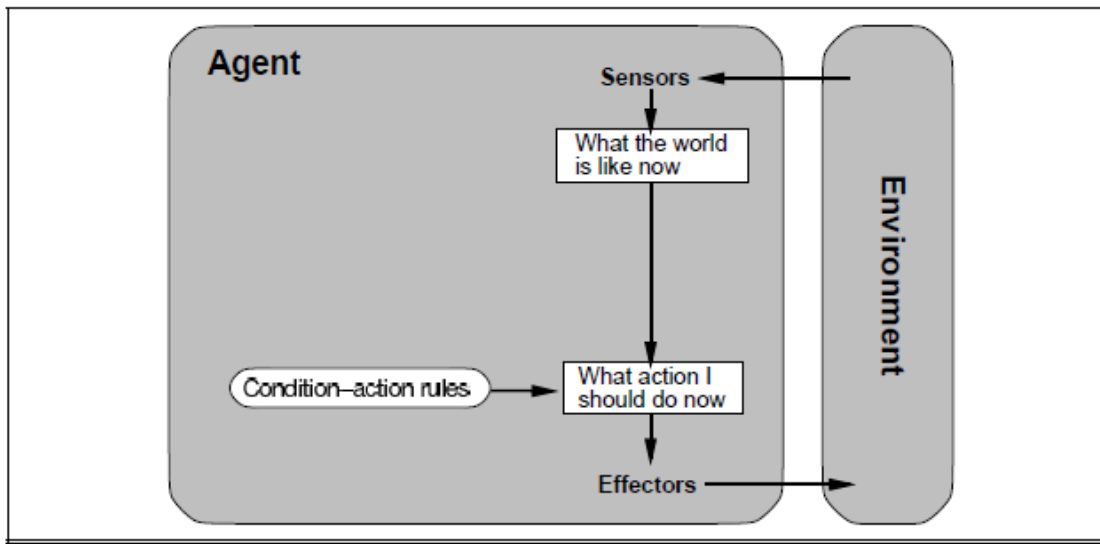 Agent
Sensors
What the world
is like now
Environment
Condition–action rules
What action I
should do now
Effectors